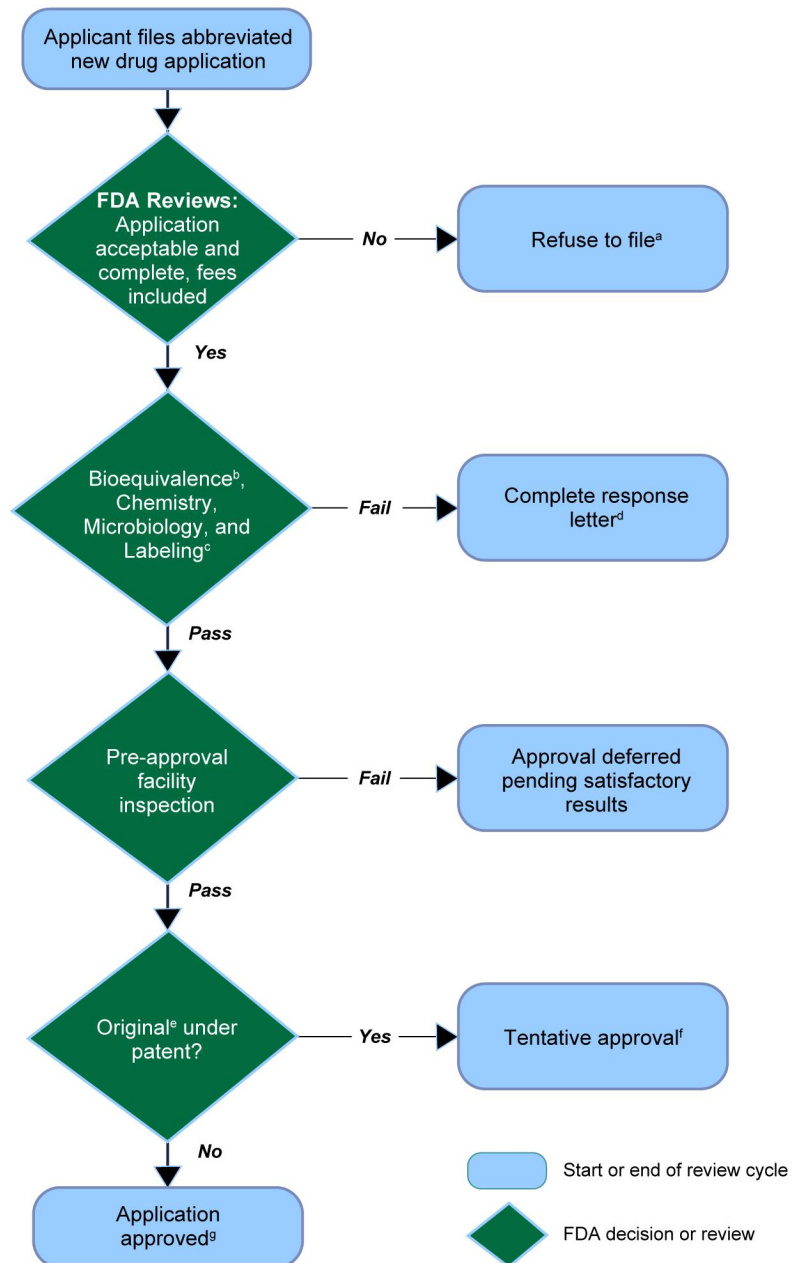 Applicant files abbreviated
new drug application
FDA Reviews:
Application
acceptable and
complete, fees
included
No
Refuse to fileᵃ
Yes
Bioequivalenceᵇ,
Chemistry,
Microbiology, and
Labelingᶜ
Fail
Complete response
letterᵈ
Pass
Pre-approval
facility
inspection
Fail
Approval deferred
pending satisfactory
results
Pass
Originalᵉ under
patent?
Yes
Tentative approvalᶠ
No
Application
approvedᵍ
Start or end of review cycle
FDA decision or review